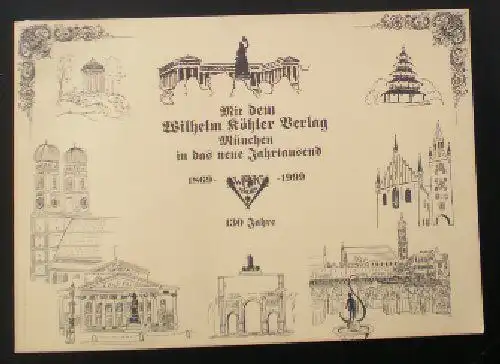 Mit dem
Wilhelm Köhler Verlag
München
in das neue Jahrtausend
1869- -1999
130 Jahre